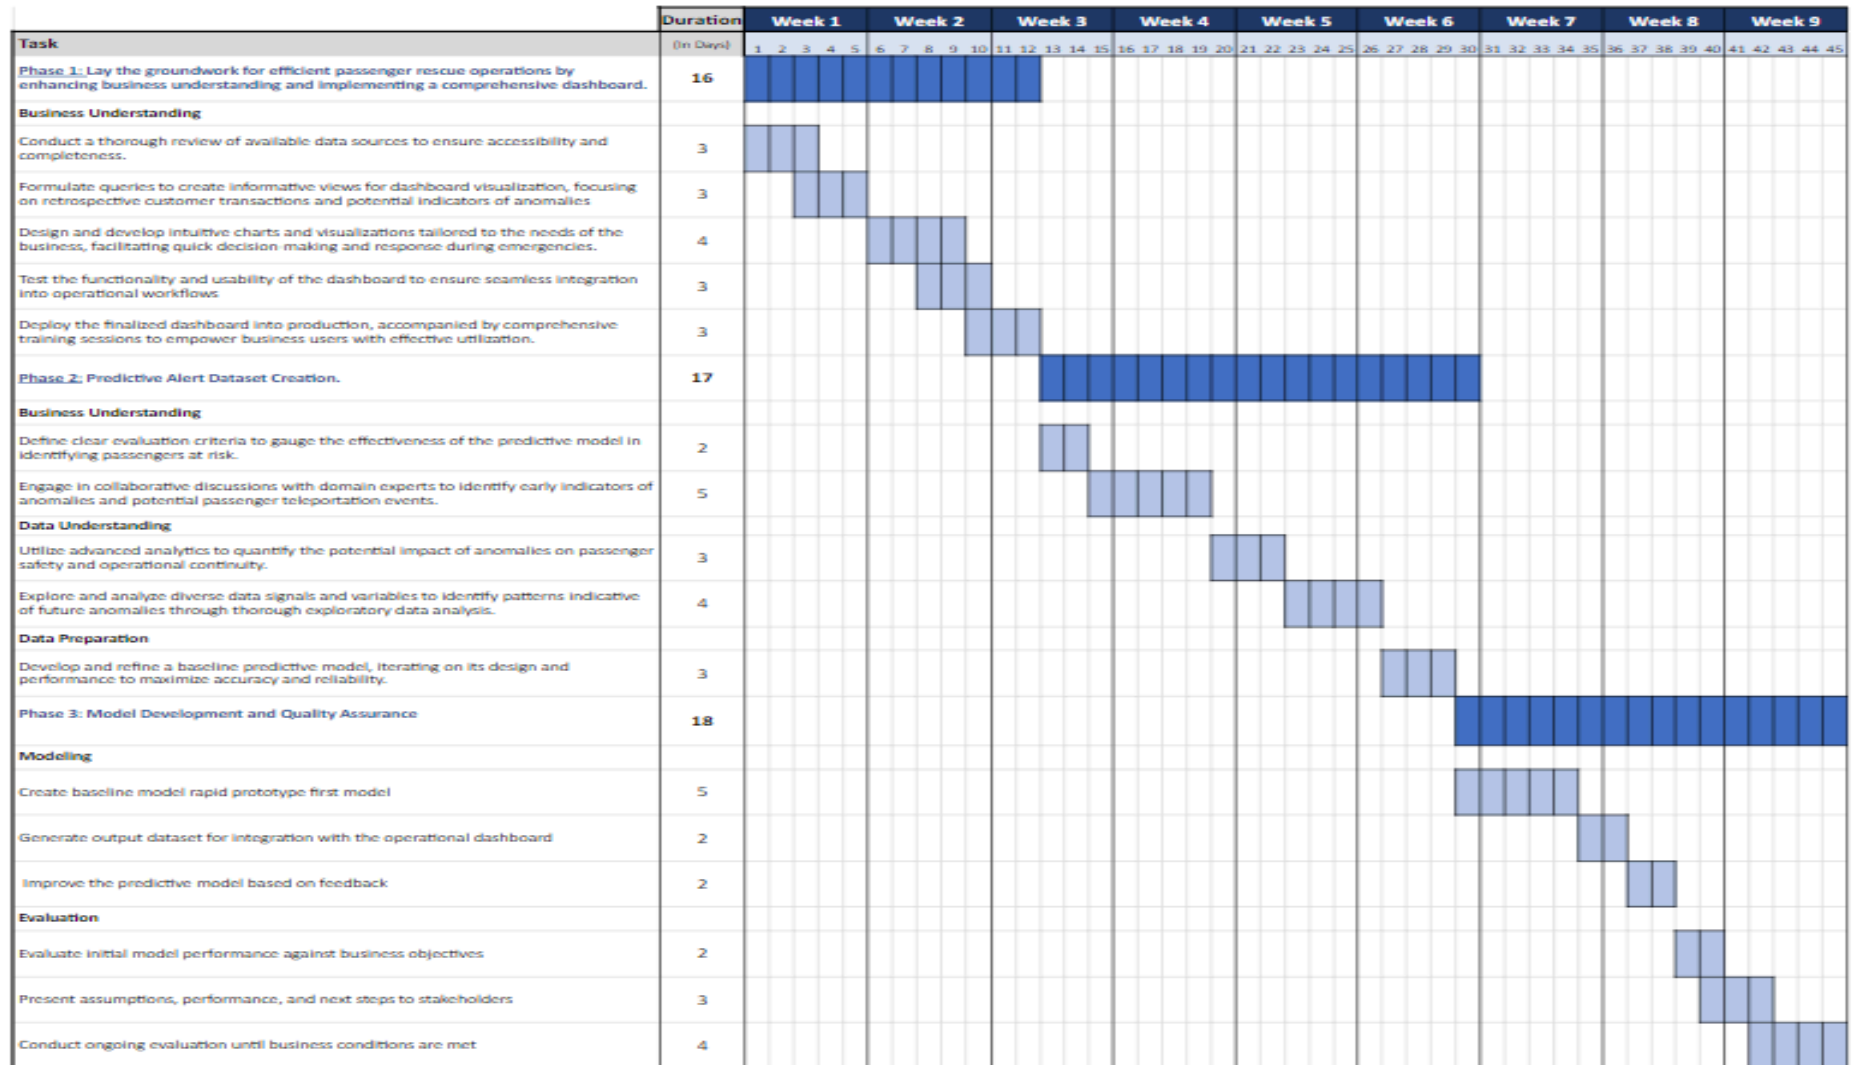 Duration Week 1 Week 2 Week 3 Week 4 Week 5 Week 6 Week 7 Week 8 Week 9
Task (In Days) 1 2 3 4 5 6 7 8 9 10 11 12 13 14 15 16 17 18 19 20 21 22 23 24 25 26 27 28 29 30 31 32 33 34 35 36 37 38 39 40 41 42 43 44 45
Phase 1: Lay the groundwork for efficient passenger rescue operations by
enhancing business understanding and implementing a comprehensive dashboard.
16
Business Understanding
Conduct a thorough review of available data sources to ensure accessibility and
completeness.
3
Formulate queries to create informative views for dashboard visualization, focusing
on retrospective customer transactions and potential indicators of anomalies
3
Design and develop intuitive charts and visualizations tailored to the needs of the
business, facilitating quick decision-making and response during emergencies.
4
Test the functionality and usability of the dashboard to ensure seamless integration
into operational workflows
3
Deploy the finalized dashboard into production, accompanied by comprehensive
training sessions to empower business users with effective utilization.
3
Phase 2: Predictive Alert Dataset Creation.
17
Business Understanding
Define clear evaluation criteria to gauge the effectiveness of the predictive model in
identifying passengers at risk.
2
Engage in collaborative discussions with domain experts to identify early indicators of
anomalies and potential passenger teleportation events.
5
Data Understanding
Utilize advanced analytics to quantify the potential impact of anomalies on passenger
safety and operational continuity.
3
Explore and analyze diverse data signals and variables to identify patterns indicative
of future anomalies through thorough exploratory data analysis.
4
Data Preparation
Develop and refine a baseline predictive model, iterating on its design and
performance to maximize accuracy and reliability.
3
Phase 3: Model Development and Quality Assurance
18
Modeling
Create baseline model rapid prototype first model
5
Generate output dataset for integration with the operational dashboard
2
Improve the predictive model based on feedback
2
Evaluation
Evaluate initial model performance against business objectives
2
Present assumptions, performance, and next steps to stakeholders
3
Conduct ongoing evaluation until business conditions are met
4